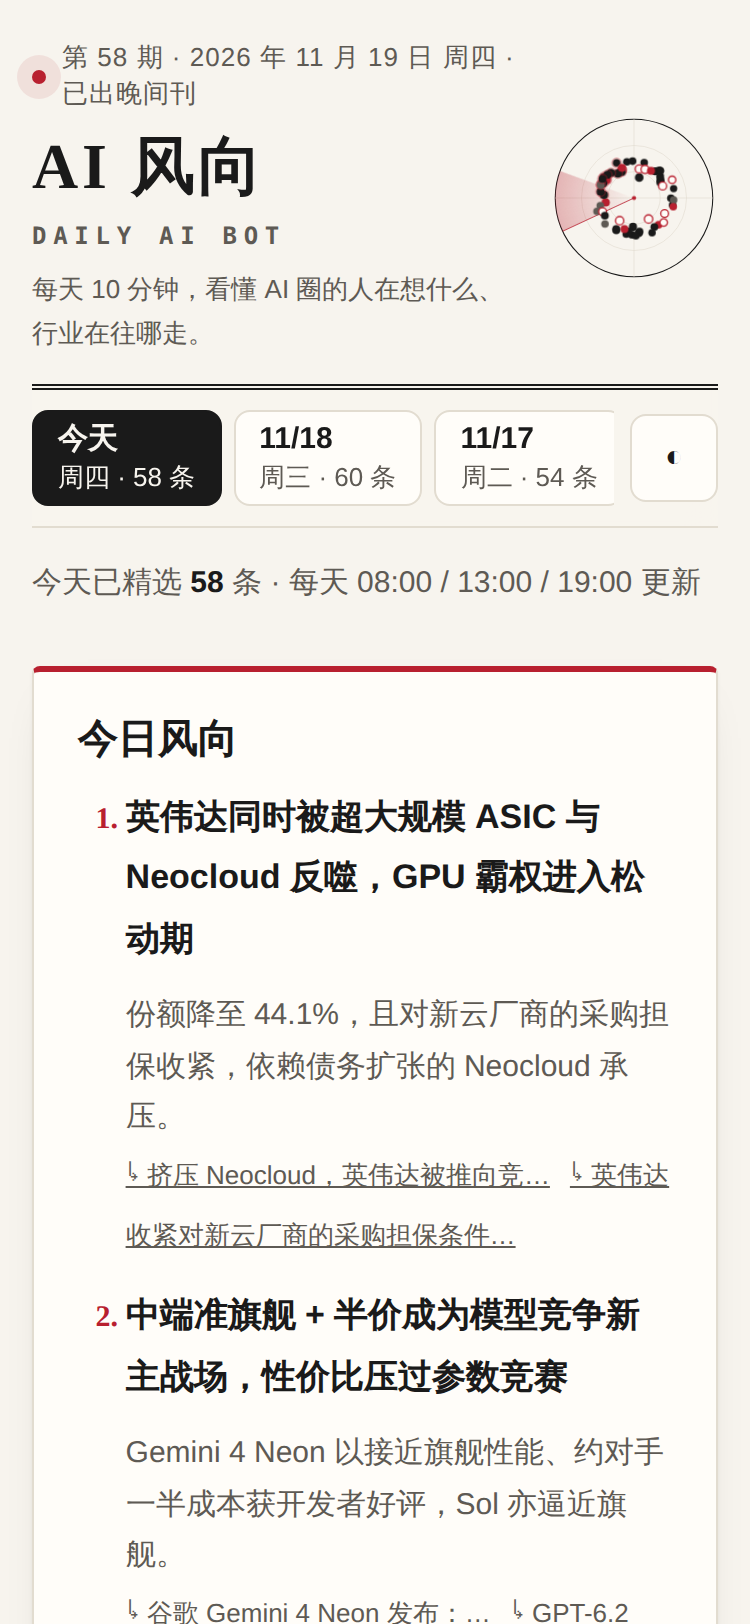 第 58 期 · 2026 年 11 月 19 日 周四 ·
已出晚间刊
AI 风向
DAILY AI BOT
每天 10 分钟，看懂 AI 圈的人在想什么、
行业在往哪走。
今天
周四 · 58 条
11/18
周三 · 60 条
11/17
周二 · 54 条
今天已精选 58 条 · 每天 08:00 / 13:00 / 19:00 更新
今日风向
1. 英伟达同时被超大规模 ASIC 与
Neocloud 反噬，GPU 霸权进入松
动期
份额降至 44.1%，且对新云厂商的采购担
保收紧，依赖债务扩张的 Neocloud 承
压。
↳ 挤压 Neocloud，英伟达被推向竞… ↳ 英伟达
收紧对新云厂商的采购担保条件…
2. 中端准旗舰 + 半价成为模型竞争新
主战场，性价比压过参数竞赛
Gemini 4 Neon 以接近旗舰性能、约对手
一半成本获开发者好评，Sol 亦逼近旗
舰。
↳ 谷歌 Gemini 4 Neon 发布：… ↳ GPT-6.2